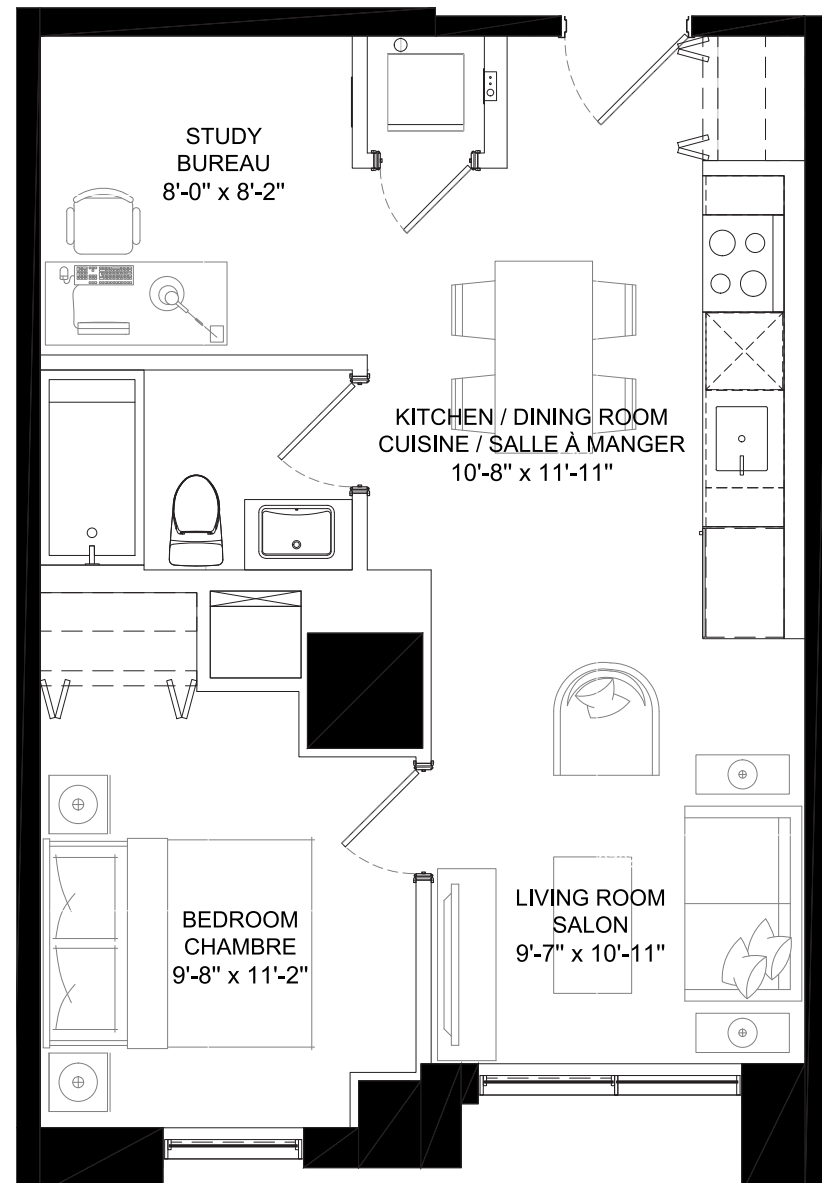 STUDY
BUREAU
8'-0" x 8'-2"
KITCHEN / DINING ROOM
CUISINE / SALLE À MANGER
10'-8" x 11'-11"
LIVING ROOM
SALON
9'-7" x 10'-11"
BEDROOM
CHAMBRE
9'-8" x 11'-2"